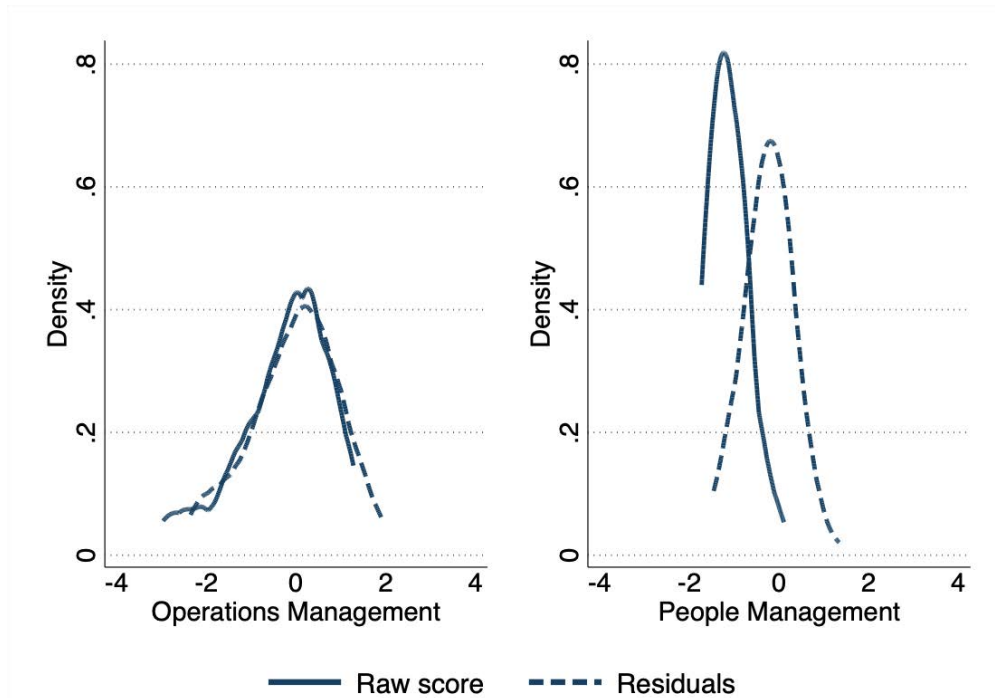 Density
.8
.6
.4
.2
0
-4 -2 0 2 4
Operations Management
Density
.8
.6
.4
.2
0
-4 -2 0 2 4
People Management
Raw score Residuals